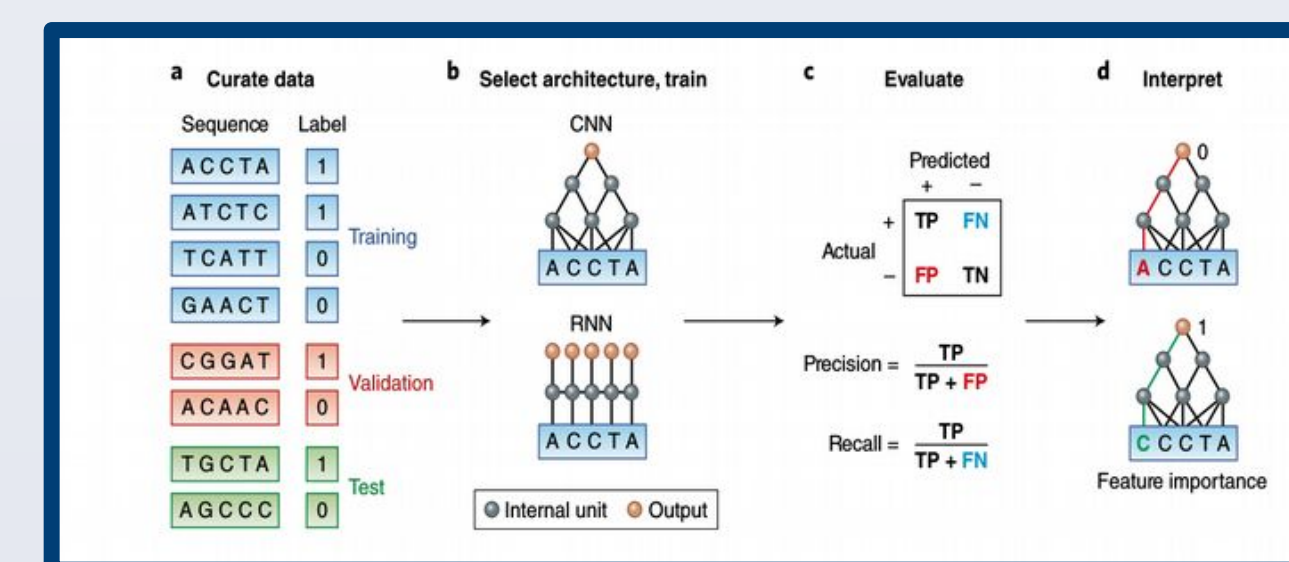 a Curate data
Sequence Label
ACCTA 1
ATCTC 1
Training
TCATT 0
GAACT 0
CGGAT 1
Validation
ACAAC 0
TGCTA 1
Test
AGCCC 0
b Select architecture, train
CNN
ACCTA
RNN
ACCTA
Internal unit Output
c Evaluate
Predicted
+ −
+ TP FN
Actual
− FP TN
Precision = TP
TP + FP
Recall = TP
TP + FN
d Interpret
0
ACCTA
1
CCCTA
Feature importance